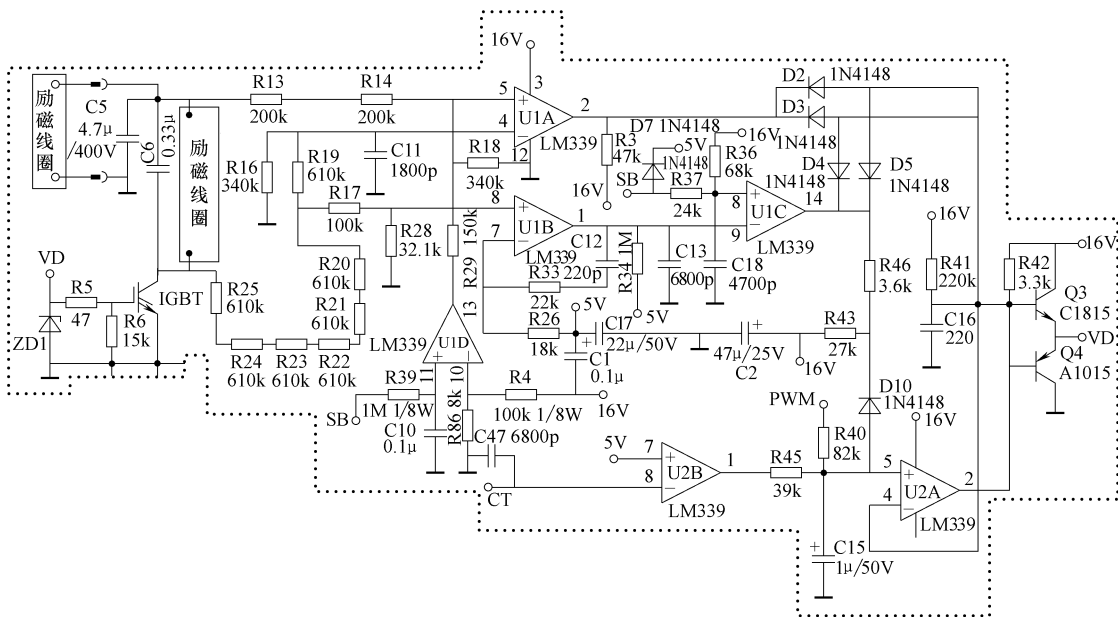 励磁线圈
C5
4.7μ
/400V
C6
0.33μ
励磁线圈
R13
200k
R14
200k
16V
3
5
4
+
−
U1A
2
12
LM339
R16
340k
R19
610k
C11
1800p
R18
340k
R17
100k
R28
32.1k
R29 150k
8
7
+
−
U1B
1
LM339
R3
47k
16V
D7 1N4148
5V
1N4148
SB
R37
24k
16V
R36
68k
8
9
+
−
U1C
14
LM339
D2
1N4148
D3
1N4148
D4
1N4148
D5
1N4148
C12
220p
R33
22k
R34 1M
5V
C13
6800p
C18
4700p
R26
18k
5V
C17
22μ/50V
+
C1
0.1μ
+
47μ/25V
C2
+
16V
R43
27k
R46
3.6k
16V
R41
220k
C16
220
R42
3.3k
16V
Q3
C1815
VD
Q4
A1015
VD
R5
47
ZD1
R6
15k
IGBT
R25
610k
R20
610k
R21
610k
R24
610k
R23
610k
R22
610k
LM339
U1D
13
11
10
+
−
R39
1M 1/8W
SB
C10
0.1μ
R86 8k
R4
100k 1/8W
16V
C47 6800p
CT
5V
7
8
+
−
U2B
1
LM339
R45
39k
PWM
R40
82k
D10
1N4148
16V
5
4
+
−
U2A
2
LM339
+
C15
1μ/50V